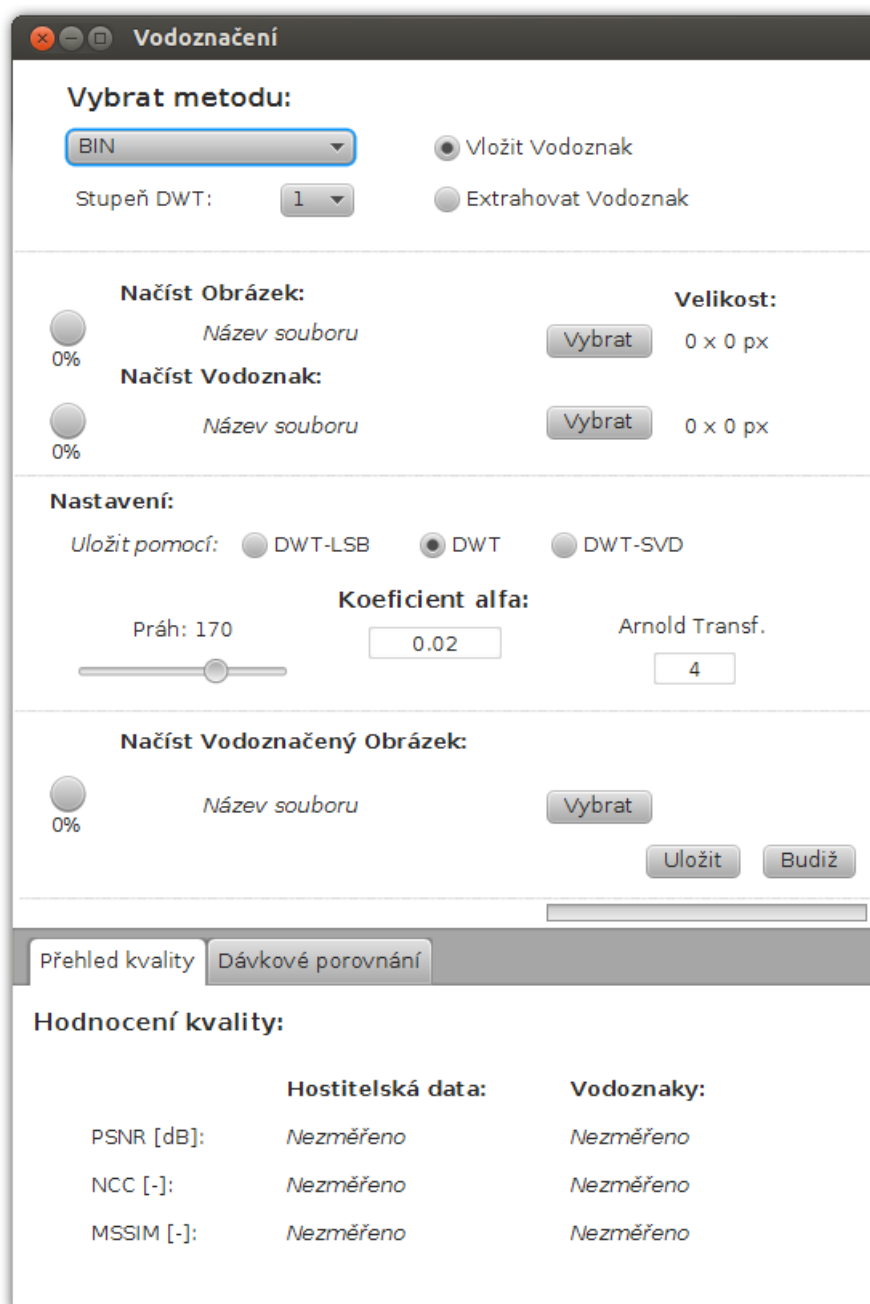 Vodoznačení
Vybrat metodu:
BIN
Vložit Vodoznak
Stupeň DWT: 1
Extrahovat Vodoznak
Načíst Obrázek:
Velikost:
Název souboru Vybrat 0 x 0 px
0%
Načíst Vodoznak:
Název souboru Vybrat 0 x 0 px
0%
Nastavení:
Uložit pomocí: DWT-LSB DWT DWT-SVD
Koeficient alfa:
Práh: 170
Arnold Transf.
0.02
4
Načíst Vodoznačený Obrázek:
Název souboru Vybrat
0%
Uložit Budiž
Přehled kvality Dávkové porovnání
Hodnocení kvality:
Hostitelská data: Vodoznaky:
PSNR [dB]: Nezměřeno Nezměřeno
NCC [-]: Nezměřeno Nezměřeno
MSSIM [-]: Nezměřeno Nezměřeno